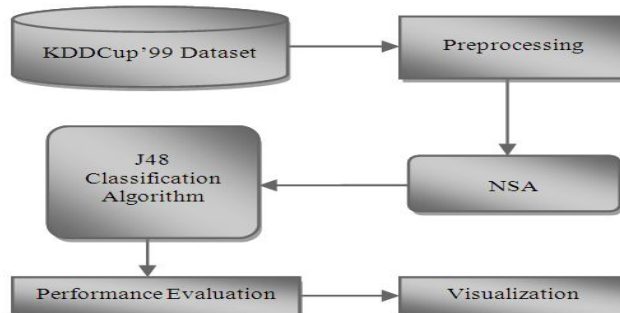 KDDCup'99 Dataset
Preprocessing
NSA
J48
Classification
Algorithm
Performance Evaluation
Visualization